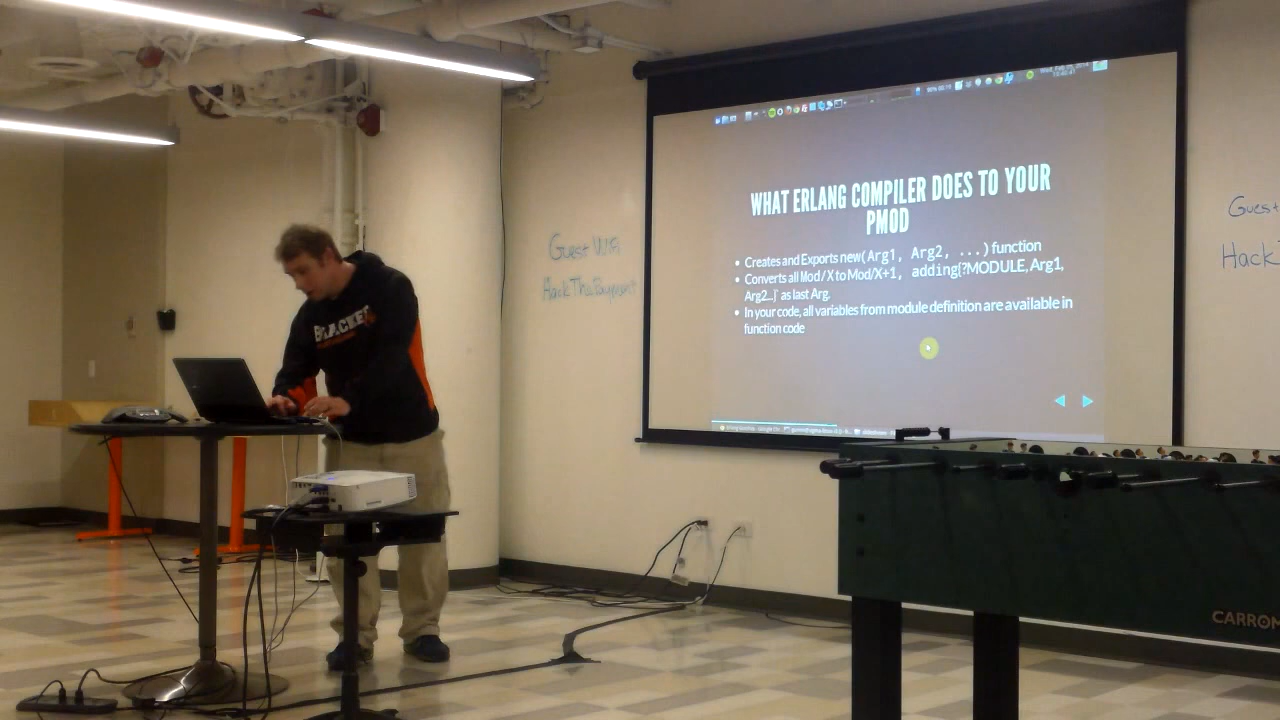 WHAT ERLANG COMPILER DOES TO YOUR
PMOD
• Creates and Exports new(Arg1, Arg2, ...) function
• Converts all Mod/X to Mod/X+1, adding{?MODULE, Arg1,
Arg2...}` as last Arg.
• In your code, all variables from module definition are available in
function code
Guest Wifi
Guest
Hack
CARROM